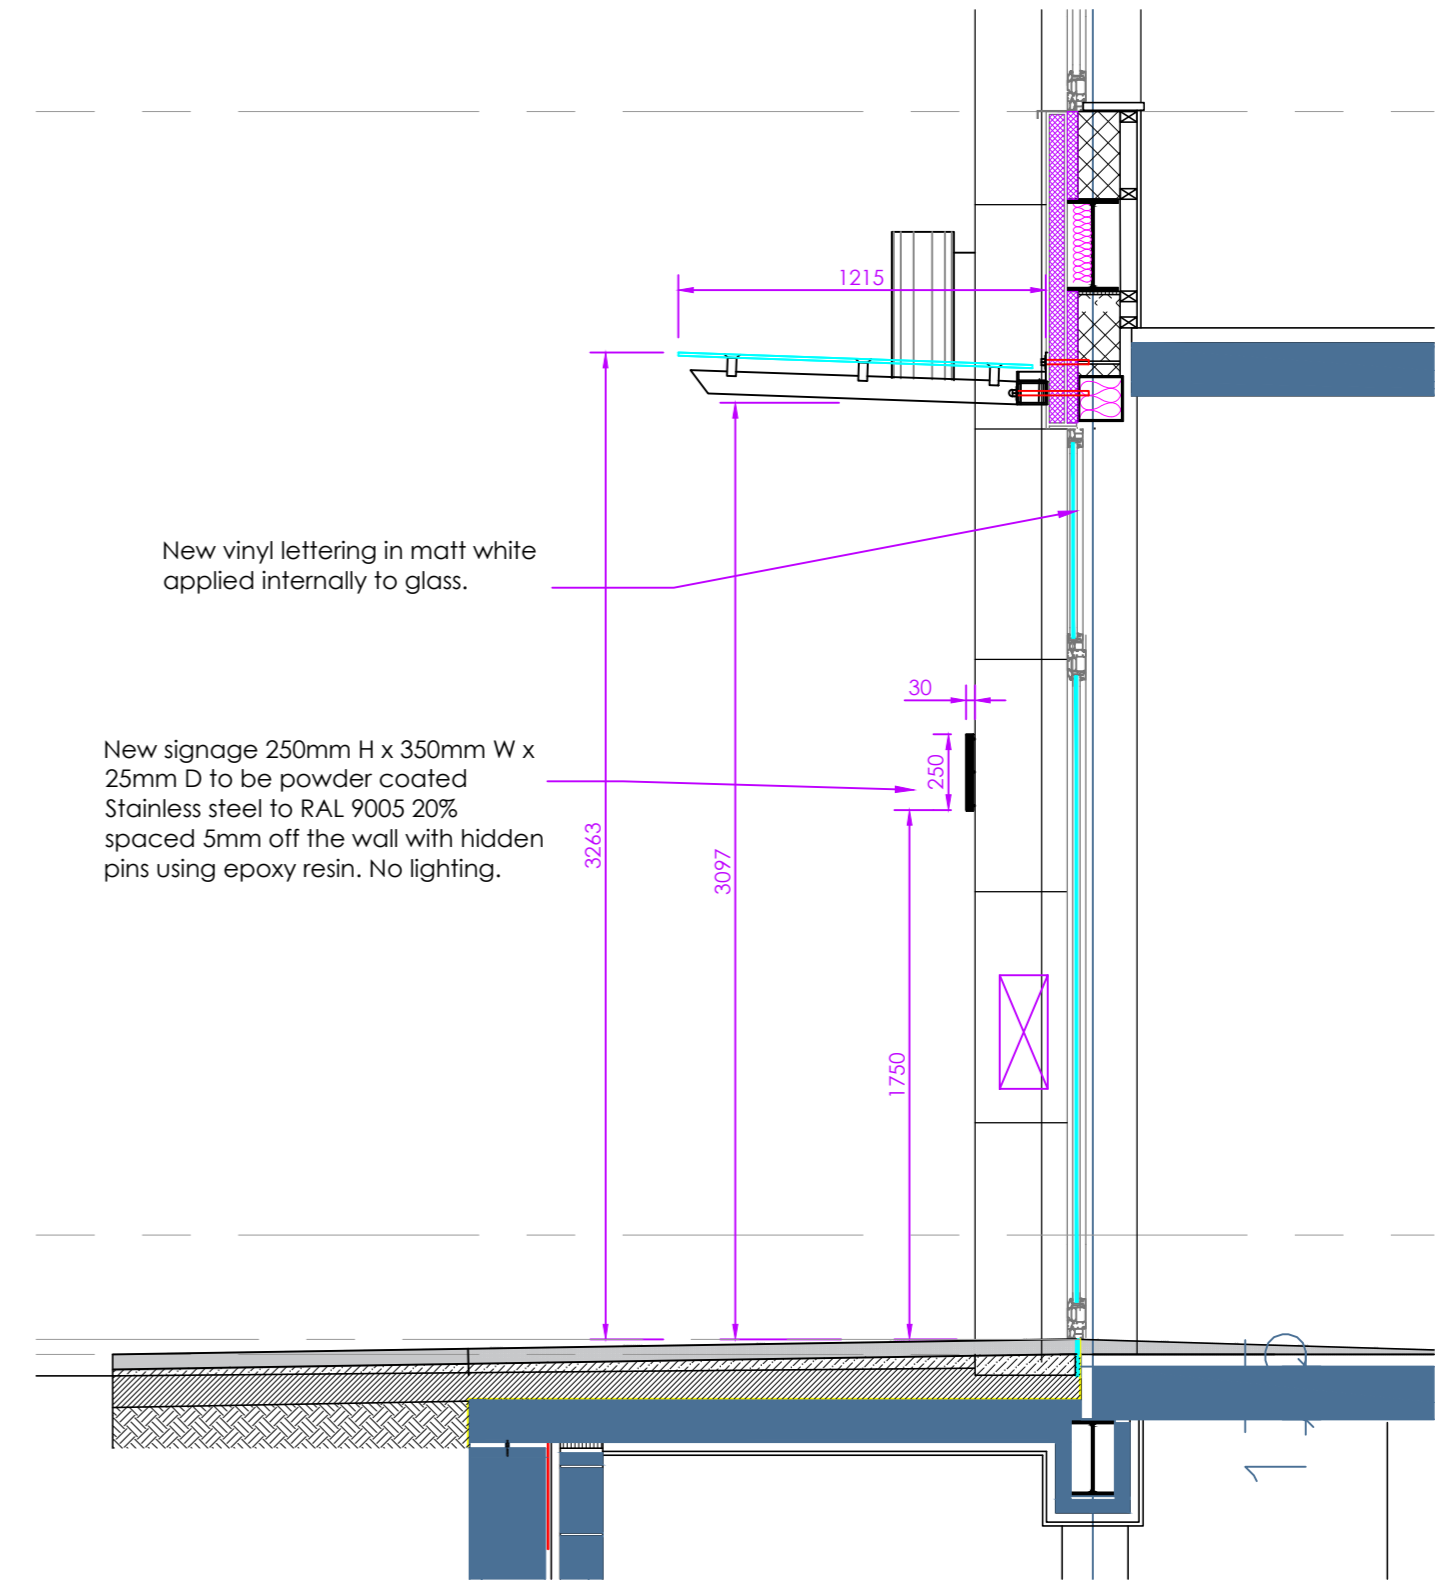 1215
New vinyl lettering in matt white
applied internally to glass.
30
New signage 250mm H x 350mm W x
25mm D to be powder coated
Stainless steel to RAL 9005 20%
spaced 5mm off the wall with hidden
pins using epoxy resin. No lighting.
250
3263
3097
1750